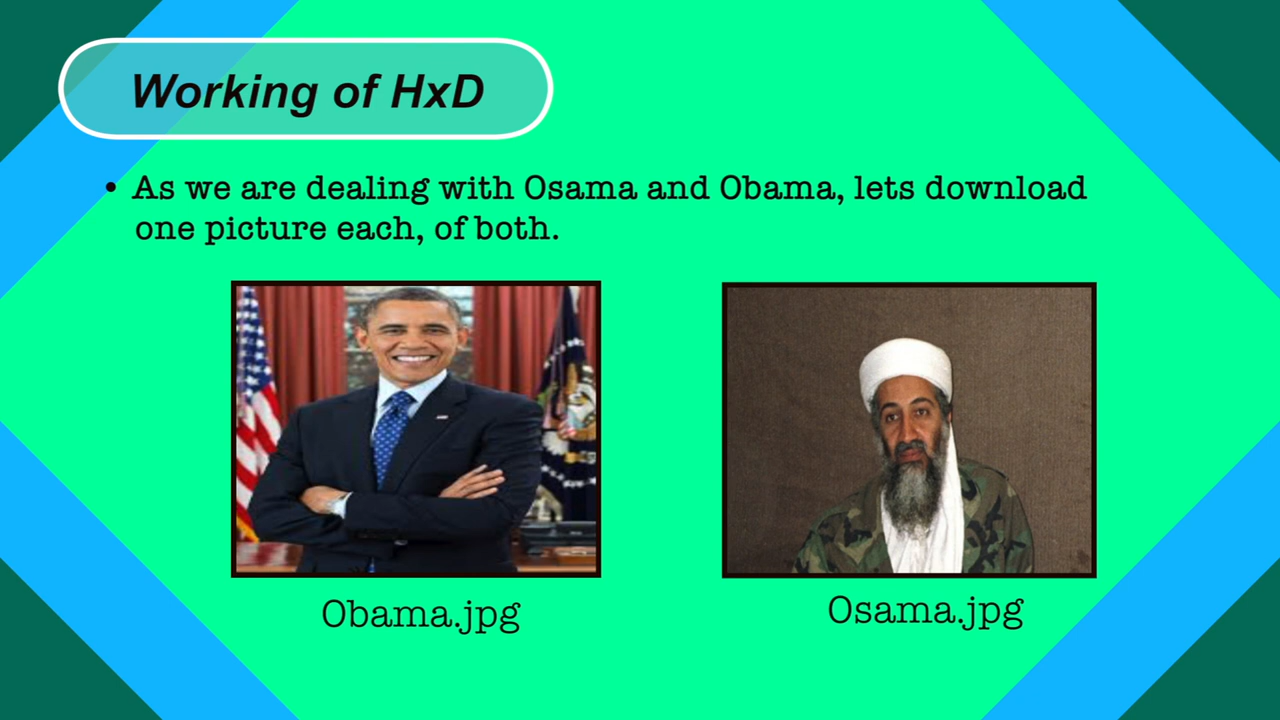 Working of HxD
• As we are dealing with Osama and Obama, lets download
one picture each, of both.
Obama.jpg
Osama.jpg